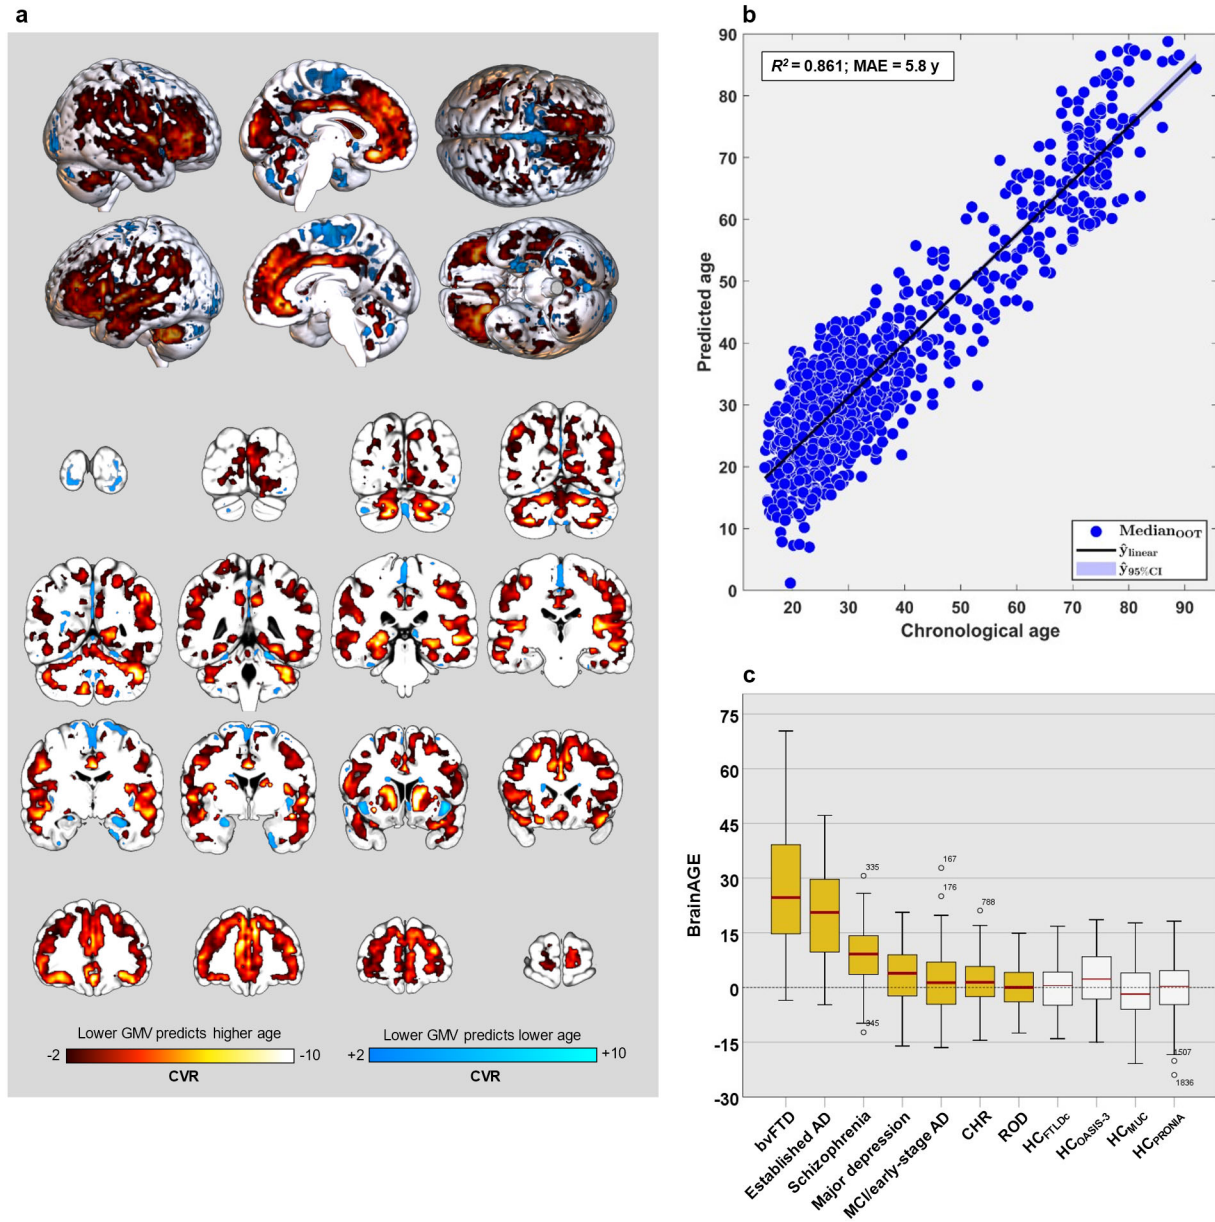 a
Lower GMV predicts higher age
-2 -10
CVR
Lower GMV predicts lower age
+2 +10
CVR
b
R² = 0.861; MAE = 5.8 y
90
80
70
60
50
40
30
20
10
0
Predicted age
20 30 40 50 60 70 80 90
Chronological age
Median_OOT
ŷ_linear
ŷ_95%CI
c
75
60
45
30
15
0
-15
-30
BrainAGE
335
345
167
176
788
1507
1836
bvFTD
Established AD
Schizophrenia
Major depression
MCI/early-stage AD
CHR
ROD
HC_FTLDc
HC_OASIS-3
HC_MUC
HC_PRONIA